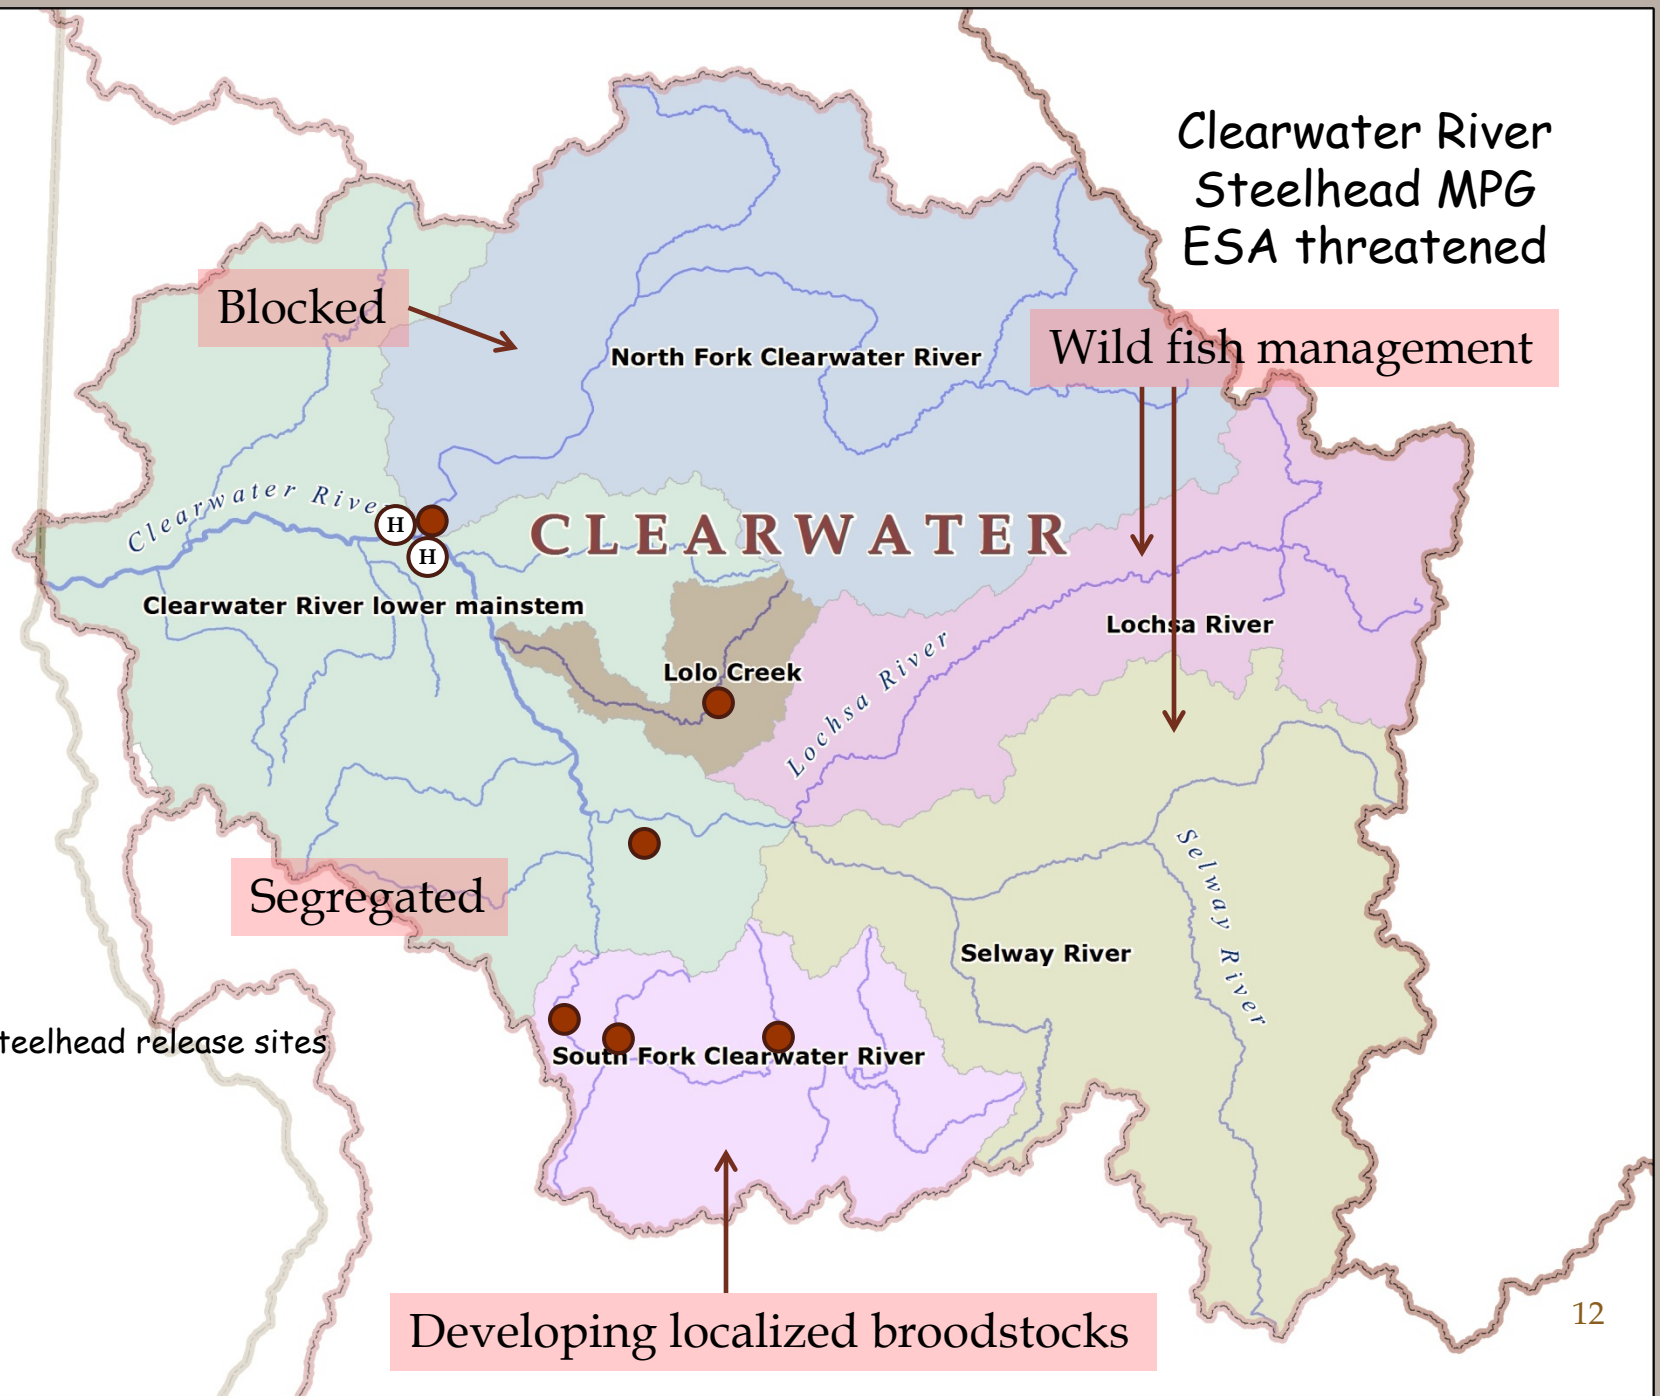 Clearwater River
Steelhead MPG
ESA threatened
Blocked
Wild fish management
North Fork Clearwater River
Clearwater River
H
H
CLEARWATER
Clearwater River lower mainstem
Lochsa River
Lolo Creek
Lochsa River
Segregated
Selway River
Selway River
teelhead release sites
South Fork Clearwater River
Developing localized broodstocks
12